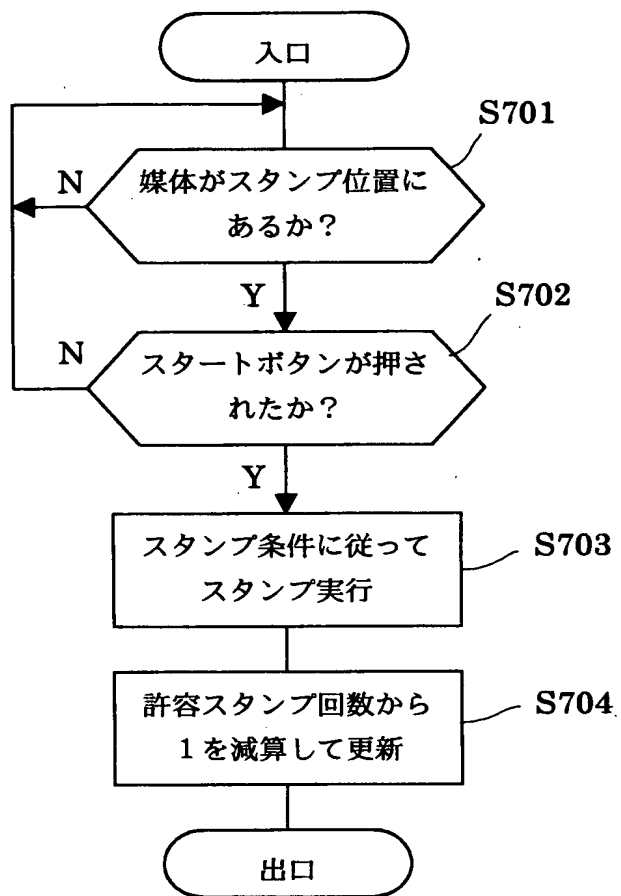 入口
S701
媒体がスタンプ位置に
あるか？
N
Y
S702
スタートボタンが押さ
れたか？
N
Y
スタンプ条件に従って
スタンプ実行
S703
許容スタンプ回数から
１を減算して更新
S704
出口